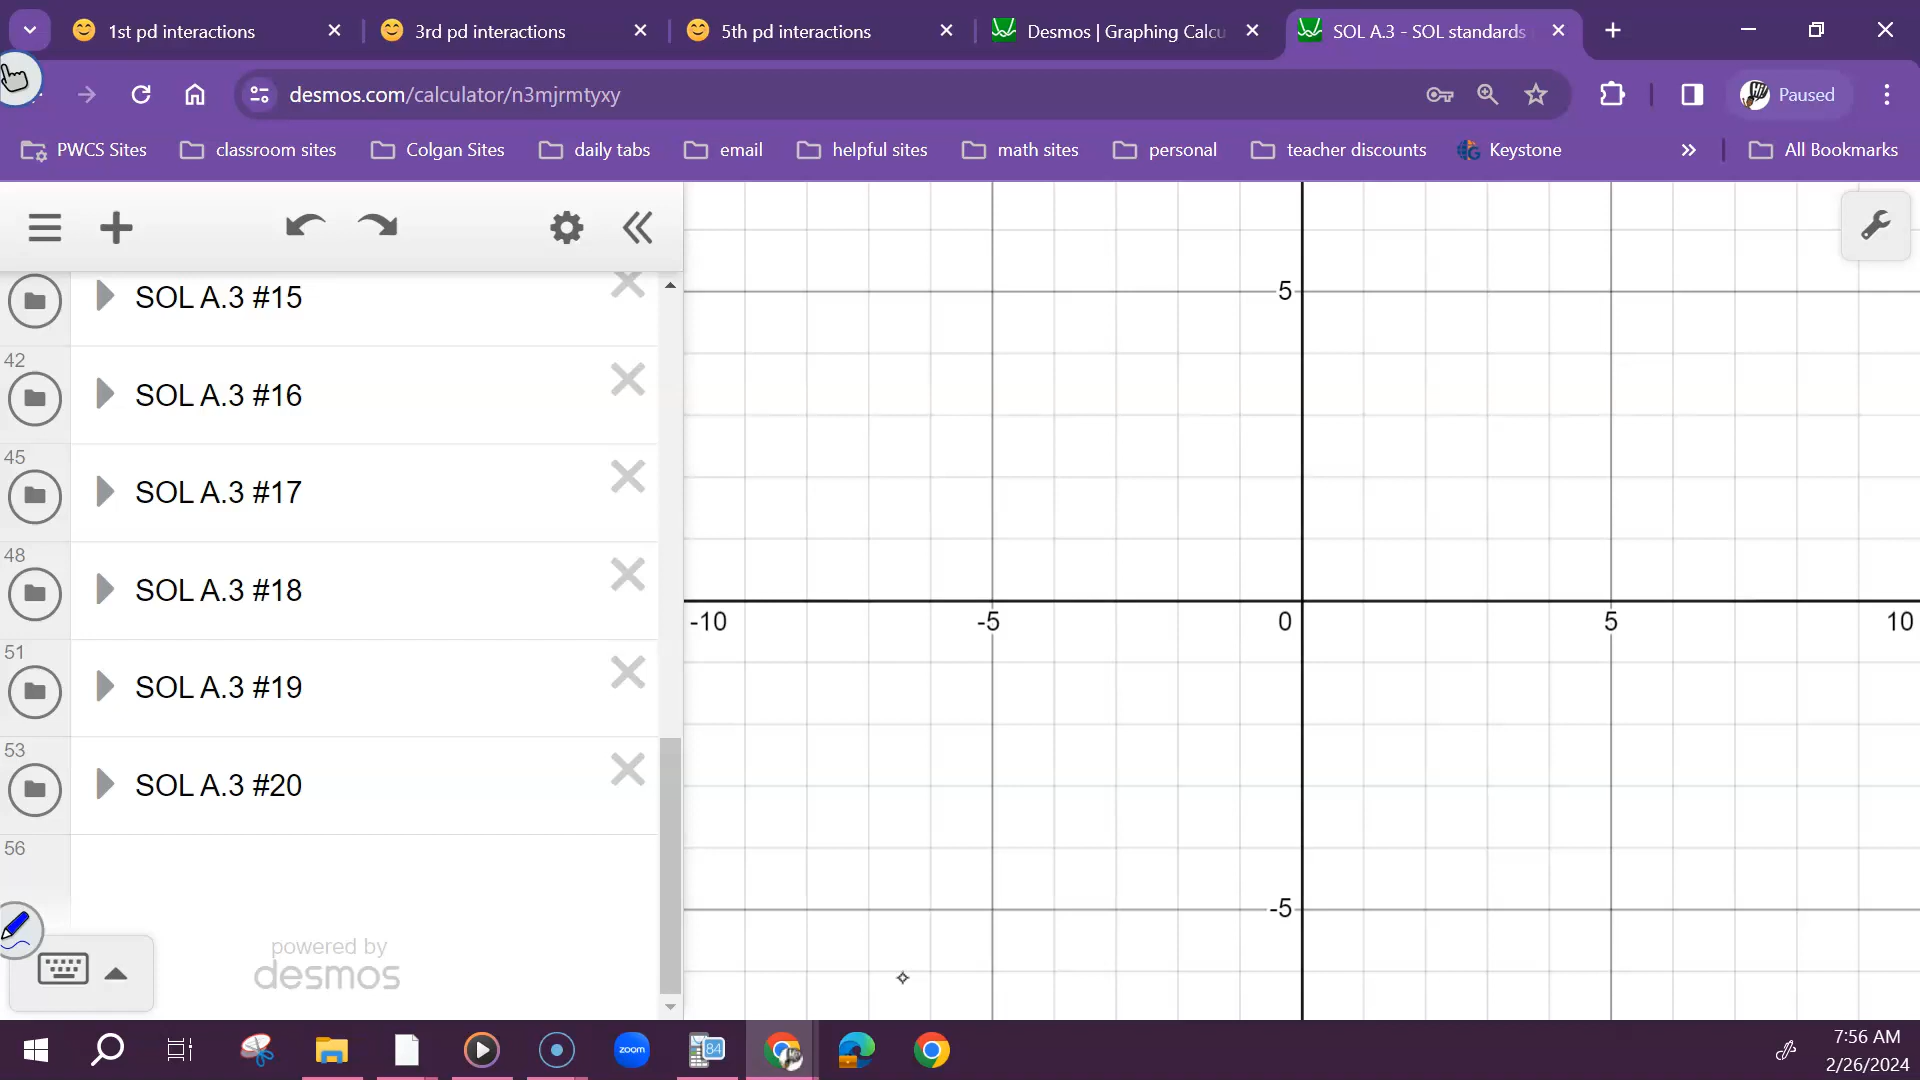 1st pd interactions
3rd pd interactions
5th pd interactions
Desmos | Graphing Calcu
SOL A.3 - SOL standards
desmos.com/calculator/n3mjrmtyxy
Paused
PWCS Sites
classroom sites
Colgan Sites
daily tabs
email
helpful sites
math sites
personal
teacher discounts
Keystone
All Bookmarks
SOL A.3 #15
42
SOL A.3 #16
45
SOL A.3 #17
48
SOL A.3 #18
51
SOL A.3 #19
53
SOL A.3 #20
56
powered by
desmos
5
-10
-5
0
5
10
-5
zoom
84
7:56 AM
2/26/2024